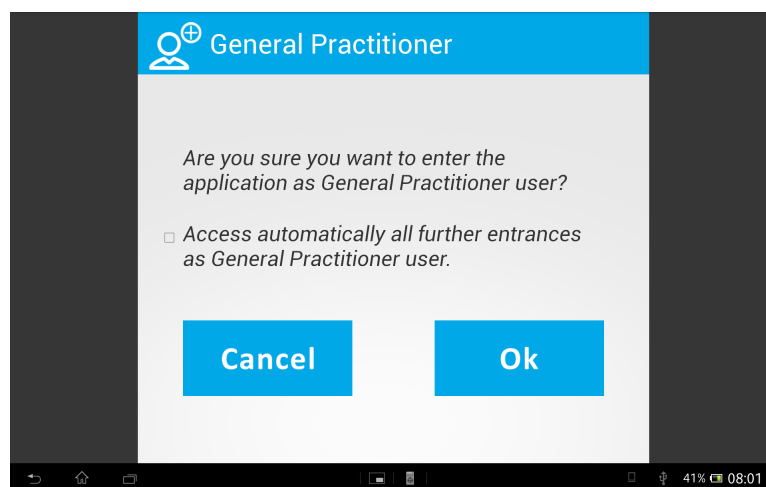 General Practitioner
Are you sure you want to enter the
application as General Practitioner user?
Access automatically all further entrances
as General Practitioner user.
Cancel
Ok
41% 08:01